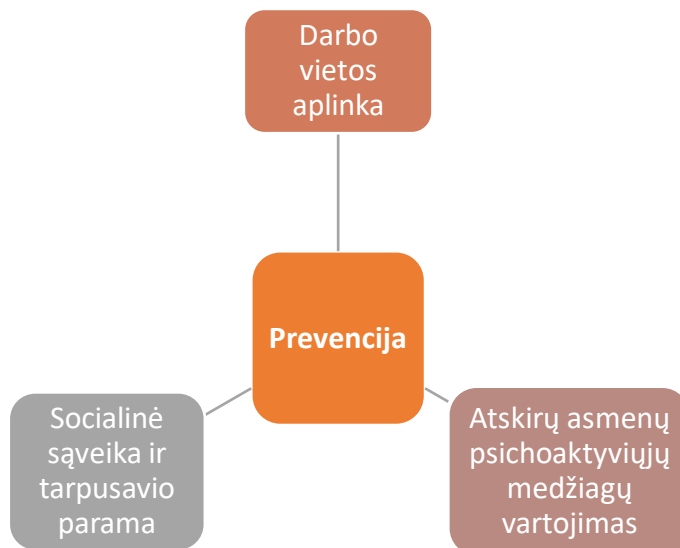 Darbo
vietos
aplinka
Prevencija
Socialinė
sąveika ir
tarpusavio
parama
Atskirų asmenų
psichoaktyviųjų
medžiagų
vartojimas